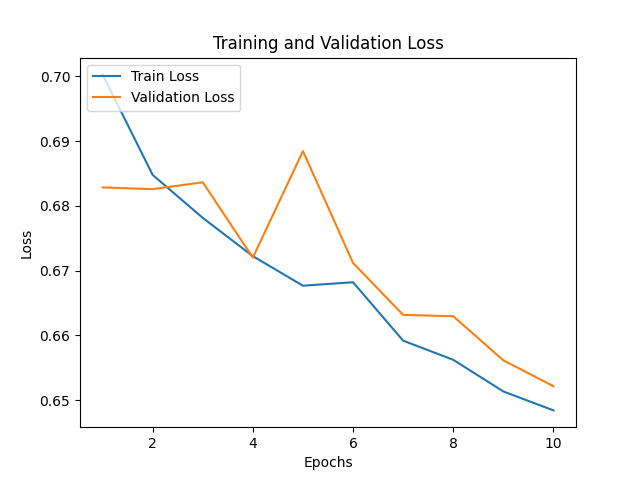 Training and Validation Loss
Train Loss
Validation Loss
0.70
0.69
0.68
0.67
0.66
0.65
Loss
2 4 6 8 10
Epochs